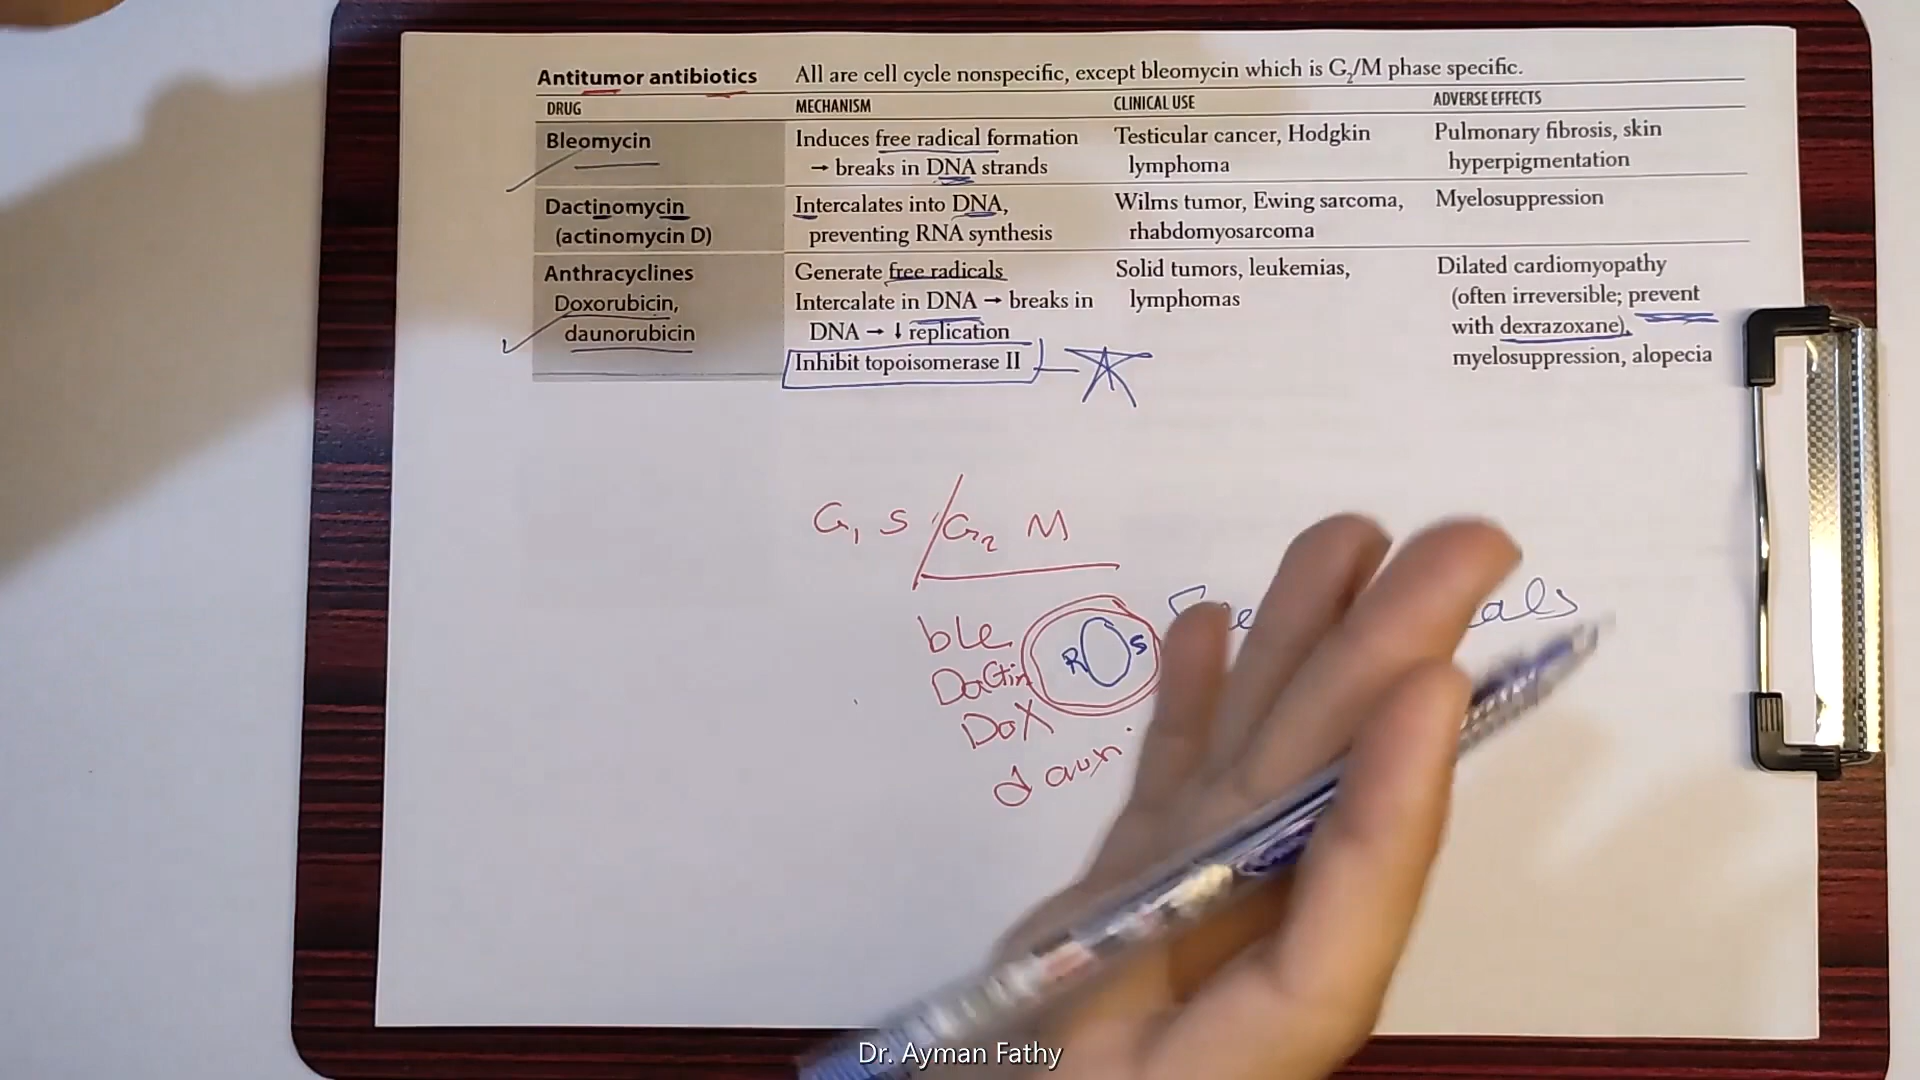 Antitumor antibiotics All are cell cycle nonspecific, except bleomycin which is G2/M phase specific.
DRUG MECHANISM CLINICAL USE ADVERSE EFFECTS
Bleomycin Induces free radical formation Testicular cancer, Hodgkin Pulmonary fibrosis, skin
→ breaks in DNA strands lymphoma hyperpigmentation
Dactinomycin Intercalates into DNA, Wilms tumor, Ewing sarcoma, Myelosuppression
(actinomycin D) preventing RNA synthesis rhabdomyosarcoma
Anthracyclines Generate free radicals Solid tumors, leukemias, Dilated cardiomyopathy
Doxorubicin, Intercalate in DNA → breaks in lymphomas (often irreversible; prevent
daunorubicin DNA → ↓ replication with dexrazoxane),
Inhibit topoisomerase II myelosuppression, alopecia
G1 S / G2 M
ble
R S
Dactin
Dox
Dr. Ayman Fathy